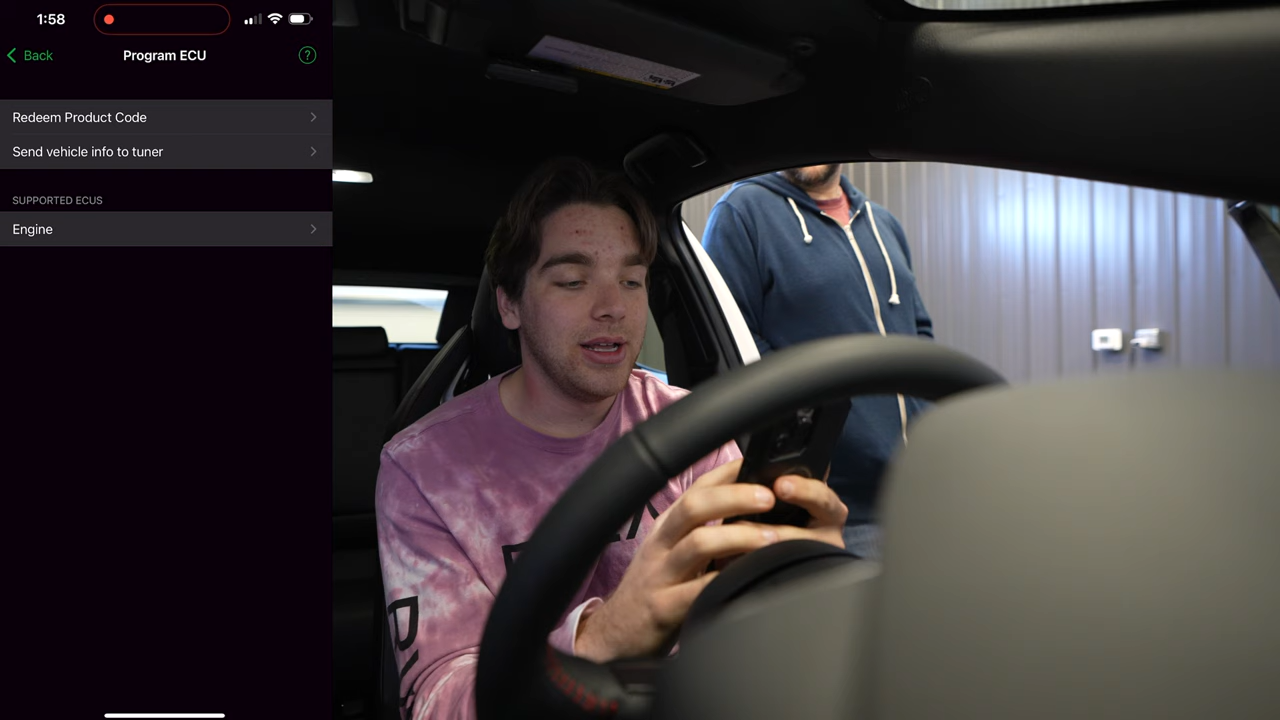 1:58
Back
Program ECU
?
Redeem Product Code
Send vehicle info to tuner
SUPPORTED ECUS
Engine